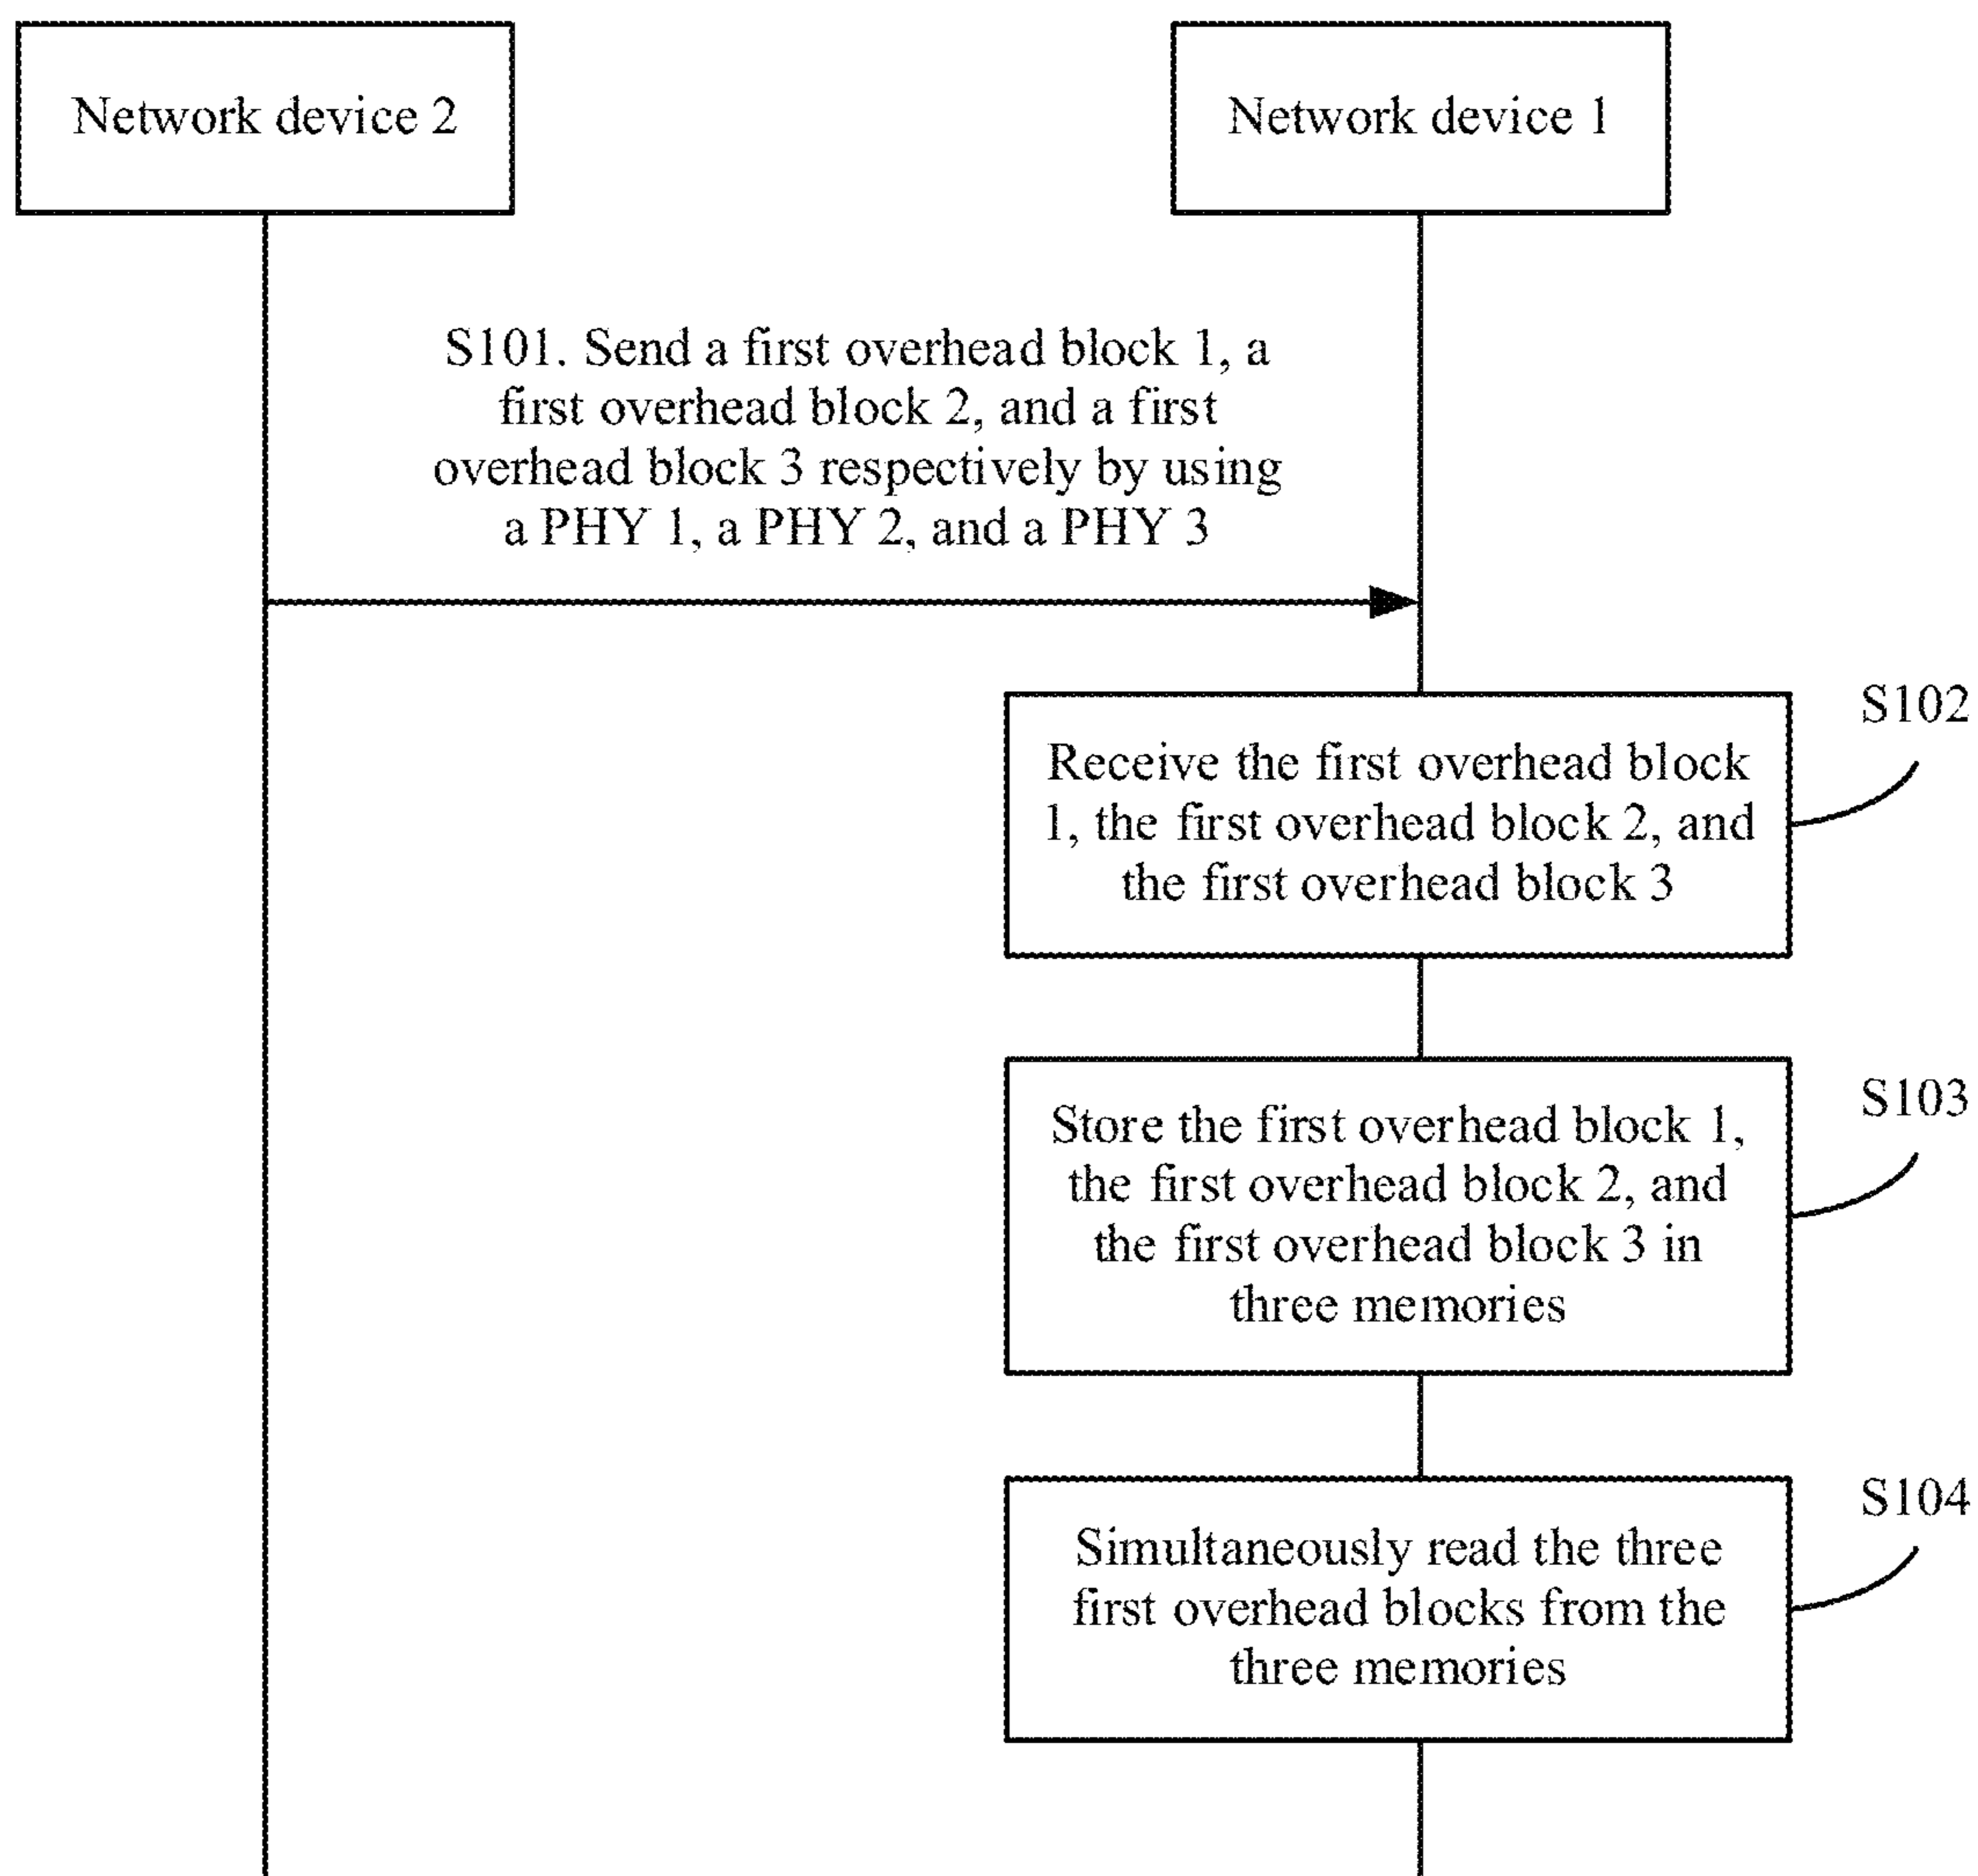 Network device 2
Network device 1
S101. Send a first overhead block 1, a
first overhead block 2, and a first
overhead block 3 respectively by using
a PHY 1, a PHY 2, and a PHY 3
S102
Receive the first overhead block
1, the first overhead block 2, and
the first overhead block 3
S103
Store the first overhead block 1,
the first overhead block 2, and
the first overhead block 3 in
three memories
S104
Simultaneously read the three
first overhead blocks from the
three memories